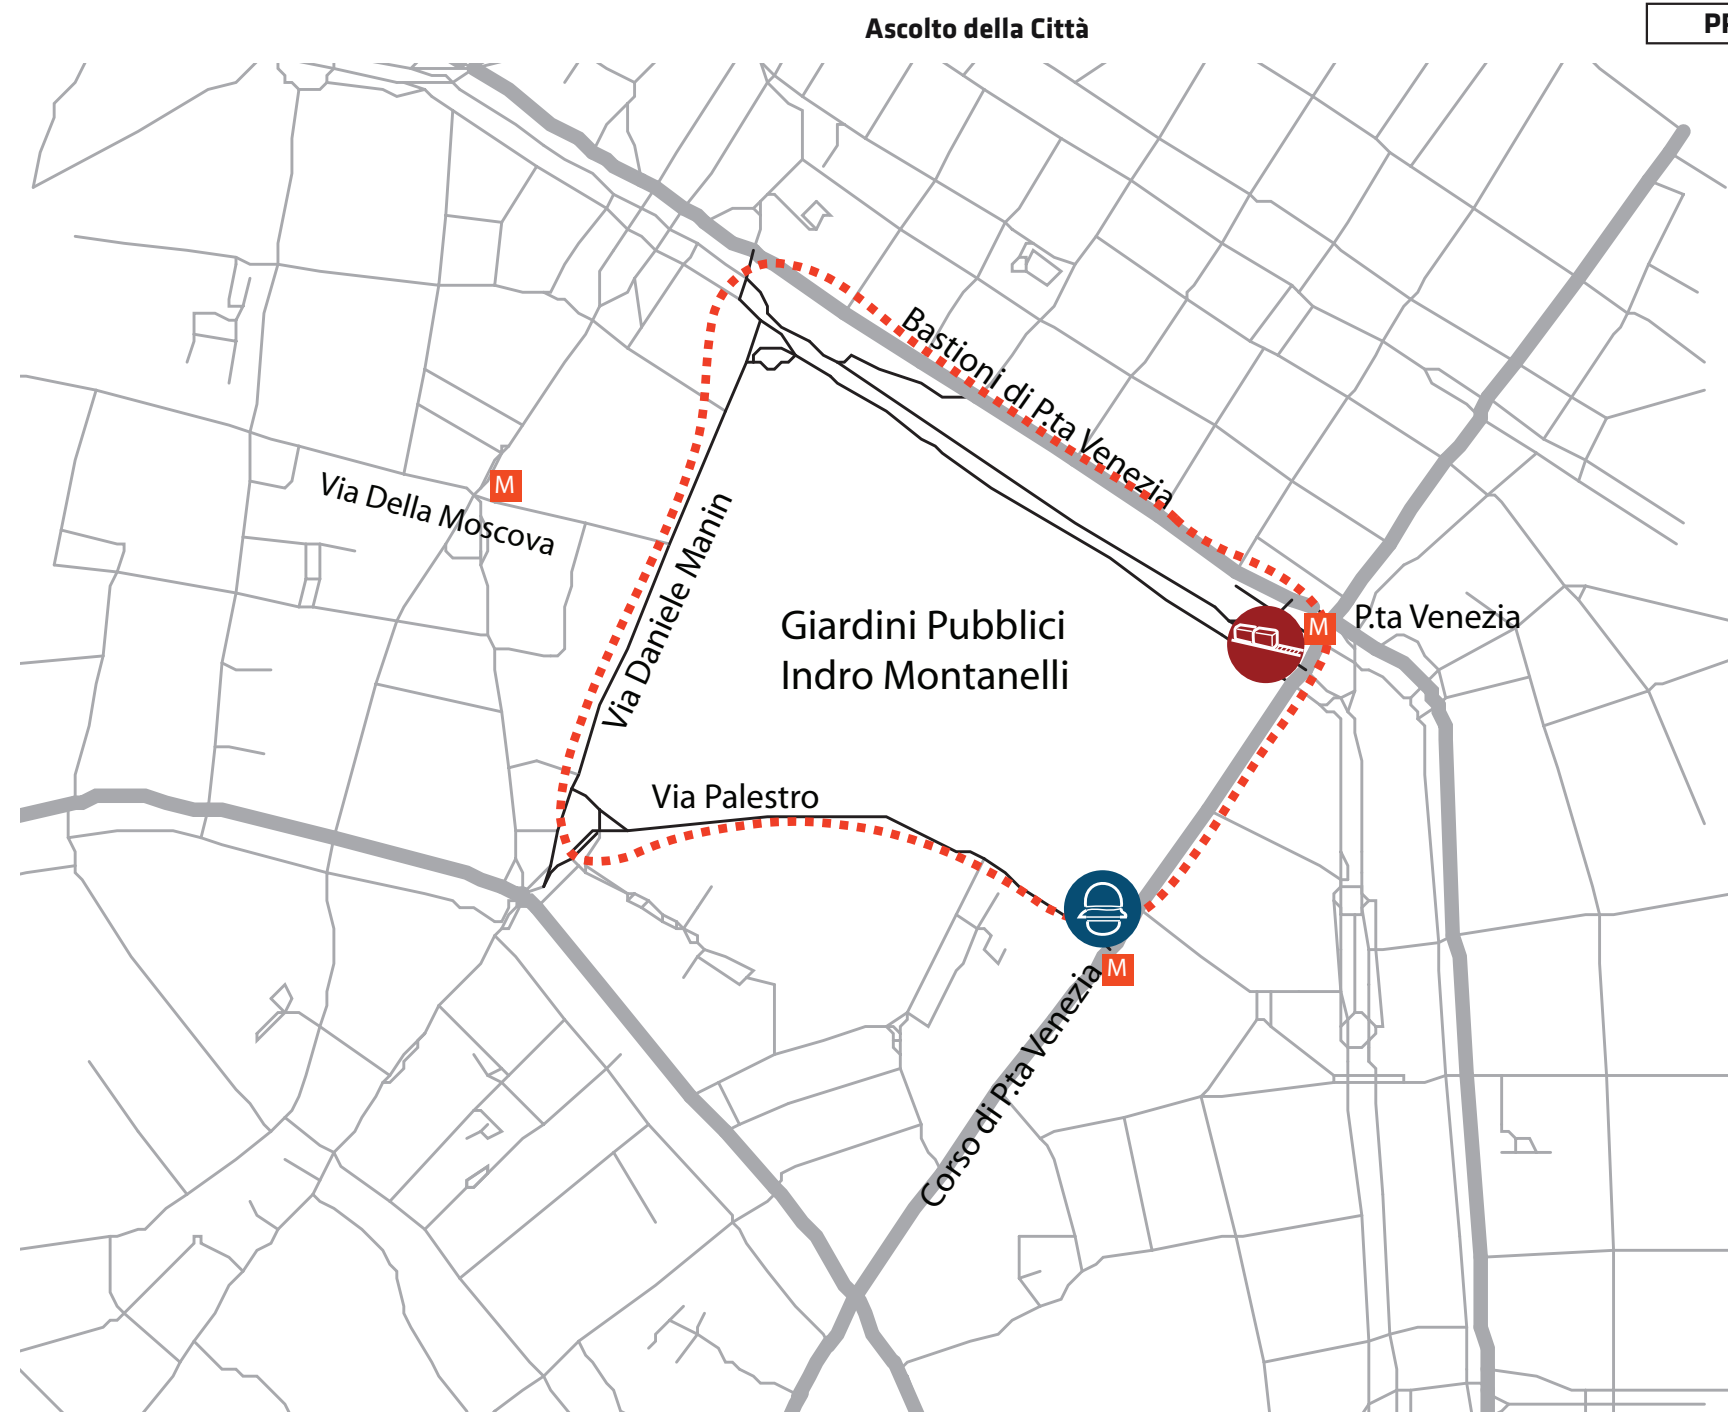 Ascolto della Città
Bastioni di P.ta Venezia
Via Della Moscova
M
Via Daniele Manin
Giardini Pubblici
Indro Montanelli
M
P.ta Venezia
Via Palestro
M
Corso di P.ta Venezia